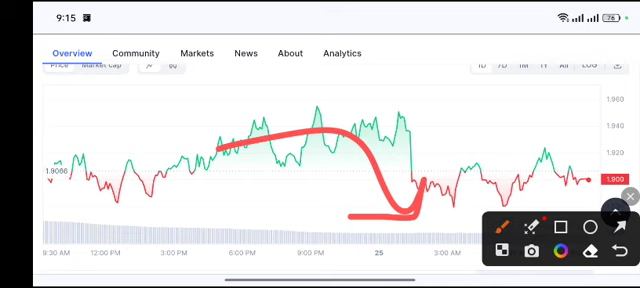 9:15 76
Overview Community Markets News About Analytics
Price Market cap 1D 7D 1M 1Y All LOG
1.960
1.940
1.920
1.9066
1.900
9:30 AM 12:00 PM 3:00 PM 6:00 PM 9:00 PM 25 3:00 AM